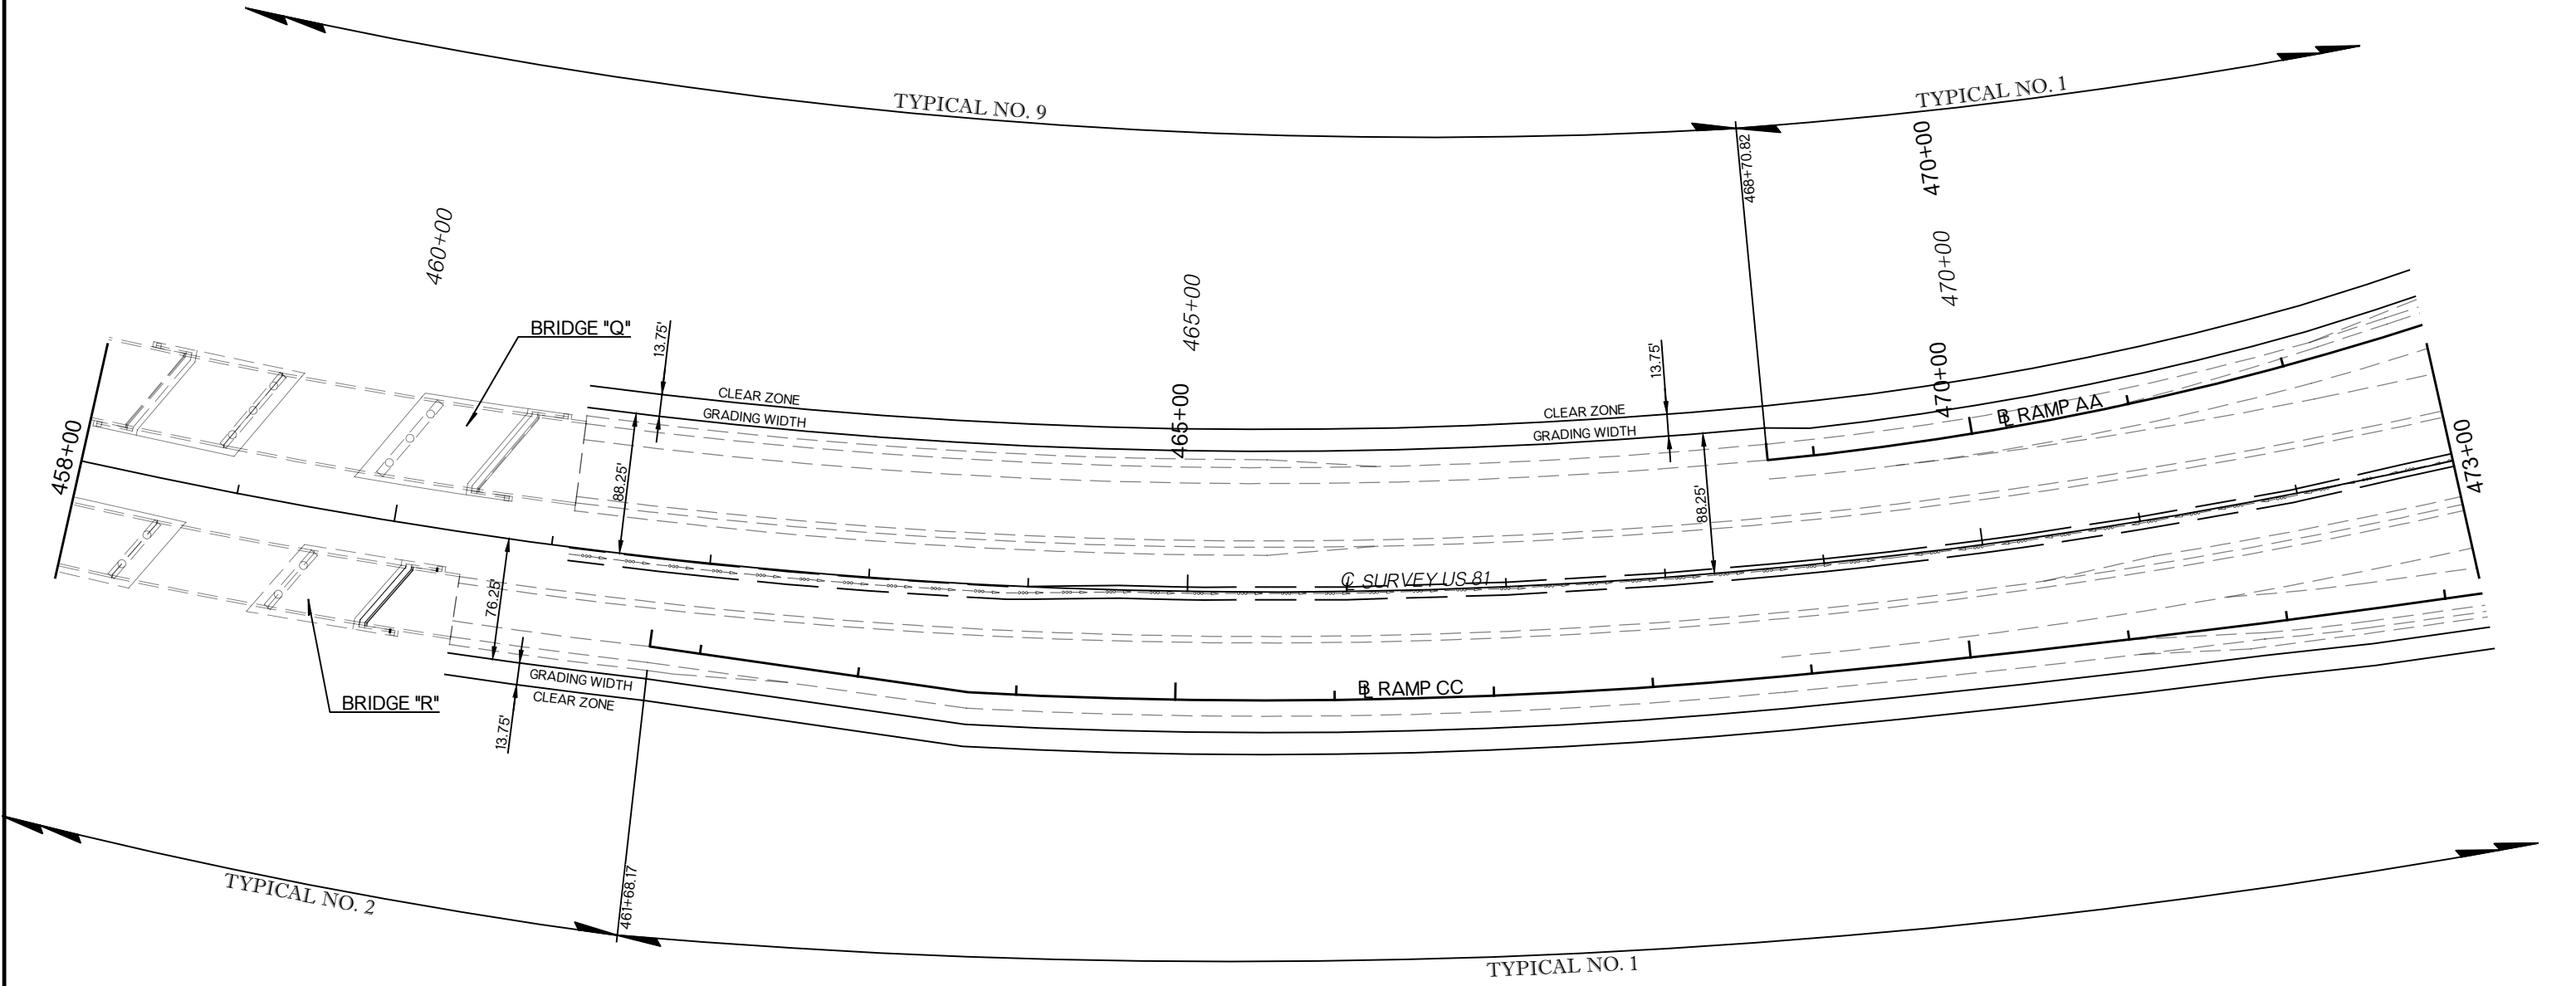 TYPICAL NO. 9
TYPICAL NO. 1
468+70.82
470+00
460+00
470+00
465+00
BRIDGE "Q"
13.75'
13.75'
470+00
CLEAR ZONE
GRADING WIDTH
CLEAR ZONE
GRADING WIDTH
465+00
BL RAMP AA
458+00
473+00
88.25'
88.25'
CL SURVEY US 81
76.25'
GRADING WIDTH
CLEAR ZONE
BL RAMP CC
BRIDGE "R"
13.75'
461+68.17
TYPICAL NO. 2
TYPICAL NO. 1